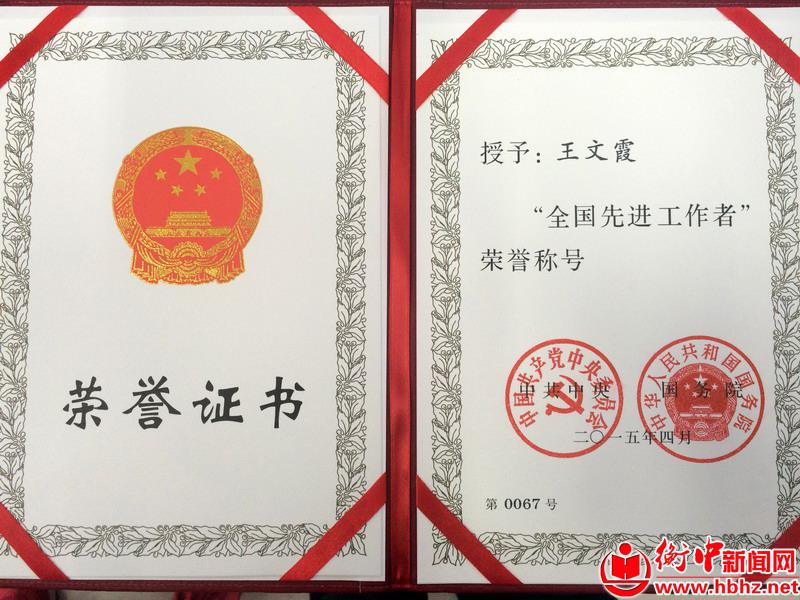 荣誉证书
授予：王文霞
“全国先进工作者”
荣誉称号
中国共产党中央委员会
中共中央
中华人民共和国国务院
国务院
二〇一五年四月
第 0067 号
衡中新闻网
www.hbhz.net